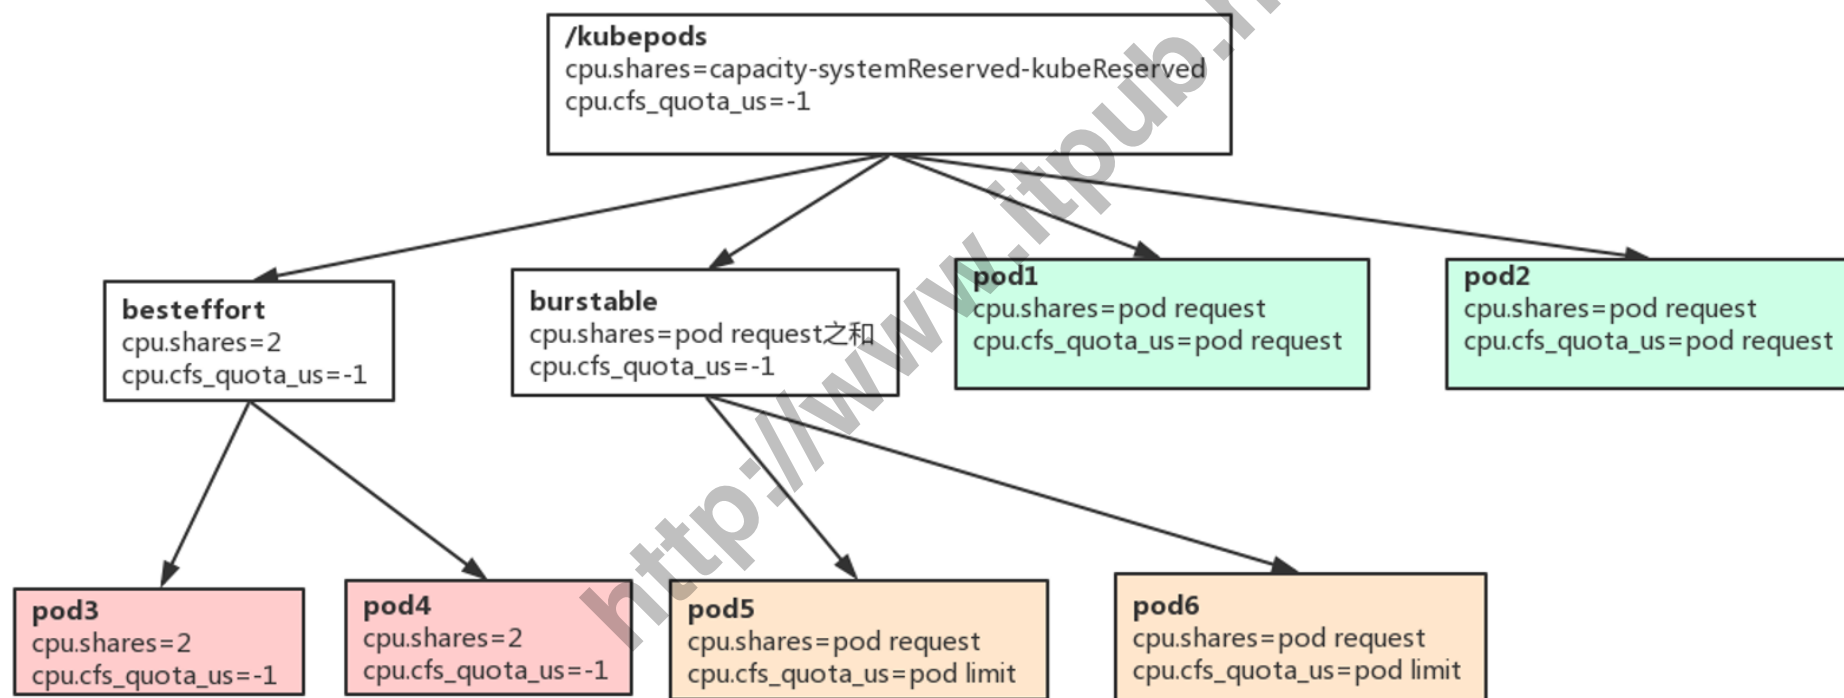 /kubepods
cpu.shares=capacity-systemReserved-kubeReserved
cpu.cfs_quota_us=-1
besteffort
cpu.shares=2
cpu.cfs_quota_us=-1
burstable
cpu.shares=pod request之和
cpu.cfs_quota_us=-1
pod1
cpu.shares=pod request
cpu.cfs_quota_us=pod request
pod2
cpu.shares=pod request
cpu.cfs_quota_us=pod request
pod3
cpu.shares=2
cpu.cfs_quota_us=-1
pod4
cpu.shares=2
cpu.cfs_quota_us=-1
pod5
cpu.shares=pod request
cpu.cfs_quota_us=pod limit
pod6
cpu.shares=pod request
cpu.cfs_quota_us=pod limit
http://www.itpub.n